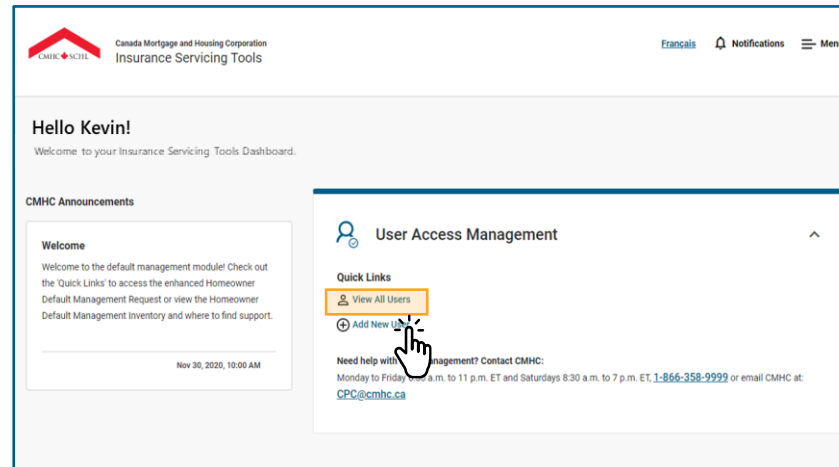 CMHC SCHL
Canada Mortgage and Housing Corporation
Insurance Servicing Tools
Français
Notifications
Hello Kevin!
Welcome to your Insurance Servicing Tools Dashboard.
CMHC Announcements
Welcome
Welcome to the default management module! Check out
the 'Quick Links' to access the enhanced Homeowner
Default Management Request or view the Homeowner
Default Management Inventory and where to find support.
Nov 30, 2020, 10:00 AM
User Access Management
Quick Links
View All Users
Add New User
Need help with Management? Contact CMHC:
Monday to Friday a.m. to 11 p.m. ET and Saturdays 8:30 a.m. to 7 p.m. ET, 1-866-358-9999 or email CMHC at:
CPC@cmhc.ca